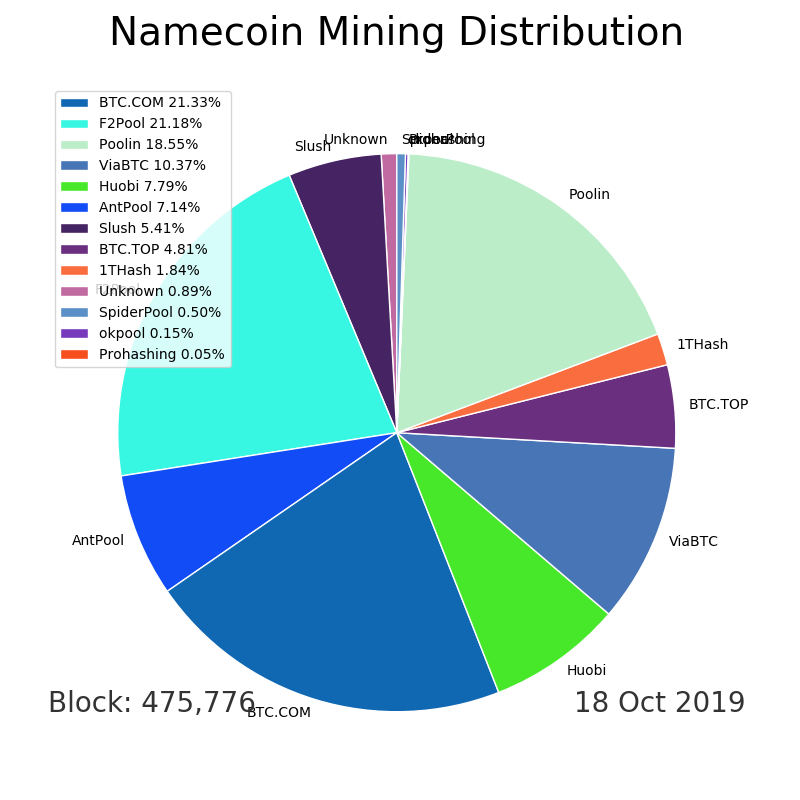 Namecoin Mining Distribution
BTC.COM 21.33%
F2Pool 21.18%
Poolin 18.55%
ViaBTC 10.37%
Huobi 7.79%
AntPool 7.14%
Slush 5.41%
BTC.TOP 4.81%
1THash 1.84%
Unknown 0.89%
SpiderPool 0.50%
okpool 0.15%
Prohashing 0.05%
Slush
Unknown
Poolin
1THash
BTC.TOP
ViaBTC
Huobi
BTC.COM
AntPool
Block: 475,776
18 Oct 2019